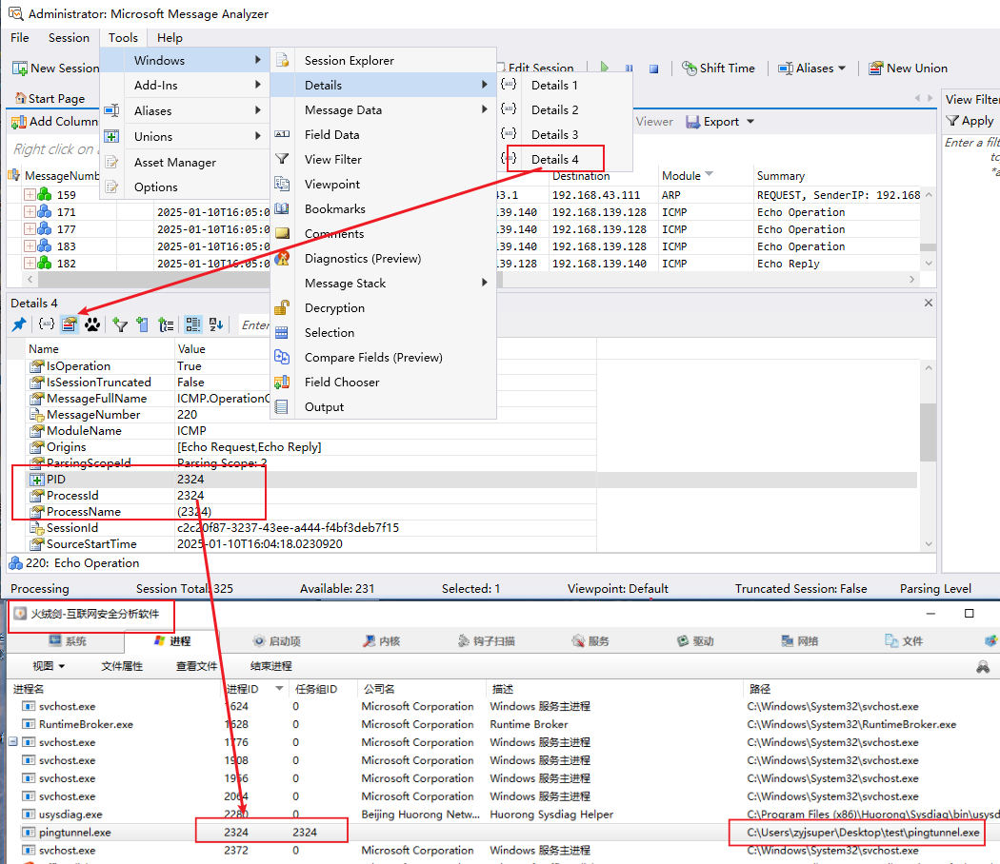 Administrator: Microsoft Message Analyzer
File Session Tools Help
New Session
Edit Session
Shift Time
Aliases
New Union
Start Page
Add Column
Viewer
Export
Right click on
Windows
Add-Ins
Aliases
Unions
Asset Manager
Options
Session Explorer
Details
Message Data
Field Data
View Filter
Viewpoint
Bookmarks
Comments
Diagnostics (Preview)
Message Stack
Decryption
Selection
Compare Fields (Preview)
Field Chooser
Output
Details 1
Details 2
Details 3
Details 4
View Filter
Apply
Enter a filt
to
"*a
MessageNumb Destination Module Summary
159 43.1 192.168.43.111 ARP REQUEST, SenderIP: 192.168
171 2025-01-10T16:05:0 139.140 192.168.139.128 ICMP Echo Operation
177 2025-01-10T16:05:0 139.140 192.168.139.128 ICMP Echo Operation
183 2025-01-10T16:05:0 139.140 192.168.139.128 ICMP Echo Operation
182 2025-01-10T16:05:0 139.128 192.168.139.140 ICMP Echo Reply
Details 4
Enter
Name Value
IsOperation True
IsSessionTruncated False
MessageFullName ICMP.OperationC
MessageNumber 220
ModuleName ICMP
Origins [Echo Request,Echo Reply]
ParsingScopeId Parsing Scope: 2
PID 2324
ProcessId 2324
ProcessName (2324)
SessionId c2c20f87-3237-43ee-a444-f4bf3deb7f15
SourceStartTime 2025-01-10T16:04:18.0230920
220: Echo Operation
Processing Session Total: 325 Available: 231 Selected: 1 Viewpoint: Default Truncated Session: False Parsing Level
火绒剑-互联网安全分析软件
系统 进程 启动项 内核 钩子扫描 服务 驱动 网络 文件
视图 文件属性 查看文件 结束进程
进程名 进程ID 任务组ID 公司名 描述 路径
svchost.exe 1624 0 Microsoft Corporation Windows 服务主进程 C:\Windows\System32\svchost.exe
RuntimeBroker.exe 1628 0 Microsoft Corporation Runtime Broker C:\Windows\System32\RuntimeBroker.exe
svchost.exe 1776 0 Microsoft Corporation Windows 服务主进程 C:\Windows\System32\svchost.exe
svchost.exe 1908 0 Microsoft Corporation Windows 服务主进程 C:\Windows\System32\svchost.exe
svchost.exe 1956 0 Microsoft Corporation Windows 服务主进程 C:\Windows\System32\svchost.exe
svchost.exe 2064 0 Microsoft Corporation Windows 服务主进程 C:\Windows\System32\svchost.exe
usysdiag.exe 2280 0 Beijing Huorong Netw... Huorong Sysdiag Helper C:\Program Files (x86)\Huorong\Sysdiag\bin\usysd
pingtunnel.exe 2324 2324 C:\Users\zyjsuper\Desktop\test\pingtunnel.exe
svchost.exe 2372 0 Microsoft Corporation Windows 服务主进程 C:\Windows\System32\svchost.exe